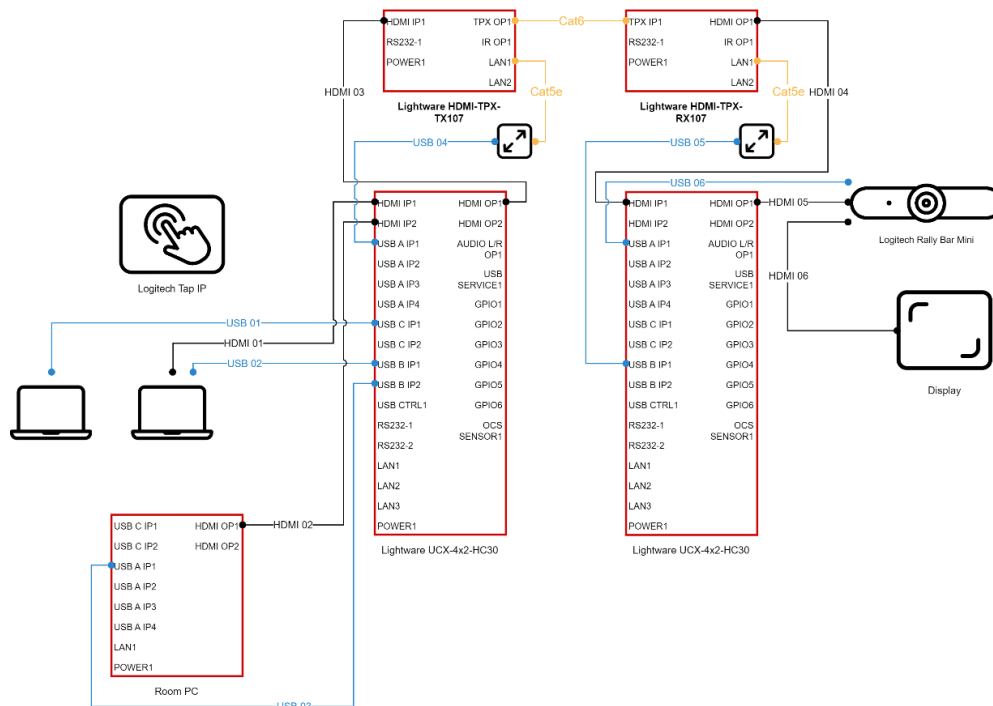 HDMI IP1
TPX OP1
RS232-1
IR OP1
POWER1
LAN1
LAN2
Lightware HDMI-TPX-
TX107
Cat6
TPX IP1
HDMI OP1
RS232-1
IR OP1
POWER1
LAN1
LAN2
Lightware HDMI-TPX-
RX107
HDMI 03
Cat5e
Cat5e
HDMI 04
USB 04
USB 05
USB 06
Logitech Tap IP
HDMI IP1
HDMI OP1
HDMI IP2
HDMI OP2
USB A IP1
AUDIO L/R
OP1
USB A IP2
USB
SERVICE1
USB A IP3
USB A IP4
GPIO1
USB C IP1
GPIO2
USB C IP2
GPIO3
USB B IP1
GPIO4
USB B IP2
GPIO5
USB CTRL1
GPIO6
RS232-1
OCS
SENSOR1
RS232-2
LAN1
LAN2
LAN3
POWER1
Lightware UCX-4x2-HC30
HDMI IP1
HDMI OP1
HDMI IP2
HDMI OP2
USB A IP1
AUDIO L/R
OP1
USB A IP2
USB
SERVICE1
USB A IP3
USB A IP4
GPIO1
USB C IP1
GPIO2
USB C IP2
GPIO3
USB B IP1
GPIO4
USB B IP2
GPIO5
USB CTRL1
GPIO6
RS232-1
OCS
SENSOR1
RS232-2
LAN1
LAN2
LAN3
POWER1
Lightware UCX-4x2-HC30
HDMI 05
Logitech Rally Bar Mini
HDMI 06
Display
USB 01
HDMI 01
USB 02
HDMI 02
USB C IP1
HDMI OP1
USB C IP2
HDMI OP2
USB A IP1
USB A IP2
USB A IP3
USB A IP4
LAN1
POWER1
Room PC
USB 03